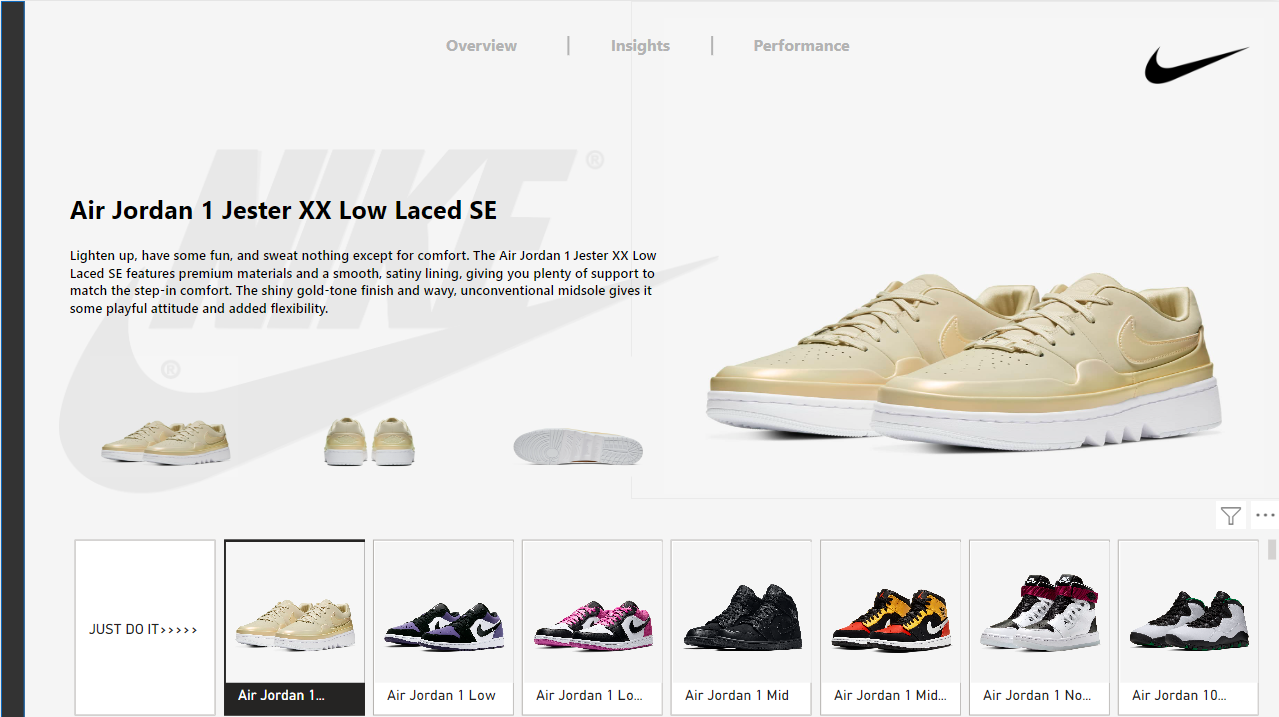 Overview | Insights | Performance
NIKE®
Air Jordan 1 Jester XX Low Laced SE
Lighten up, have some fun, and sweat nothing except for comfort. The Air Jordan 1 Jester XX Low
Laced SE features premium materials and a smooth, satiny lining, giving you plenty of support to
match the step-in comfort. The shiny gold-tone finish and wavy, unconventional midsole gives it
some playful attitude and added flexibility.
®
...
JUST DO IT>>>>>
Air Jordan 1...
Air Jordan 1 Low
Air Jordan 1 Lo...
Air Jordan 1 Mid
Air Jordan 1 Mid...
Air Jordan 1 No...
Air Jordan 10...